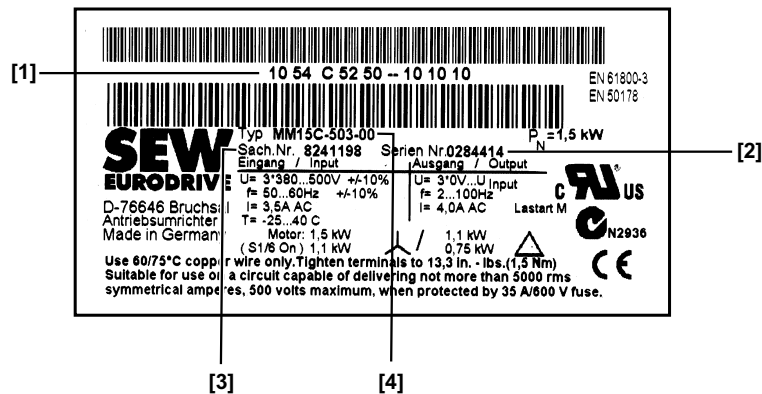 [1]
10 54 C 52 50 -- 10 10 10
EN 61800-3
EN 50178
SEW
EURODRIVE
D-76646 Bruchsal
Antriebsumrichter
Made in Germany
Typ MM15C-503-00
P N =1,5 kW
[2]
Sach.Nr. 8241198 Serien Nr.0284414
Eingang / Input Ausgang / Output
U= 3*380...500V +/-10% U= 3*0V...U Input
f= 50...60Hz +/-10% f= 2...100Hz
I= 3,5A AC I= 4,0A AC Lastart M
T= -25...40 C
Motor: 1,5 kW / 1,1 kW
(S1/6 On) 1,1 kW 0,75 kW
C RU ® US
N2936
CE
Use 60/75°C copper wire only.Tighten terminals to 13,3 in. - lbs.(1,5 Nm)
Suitable for use on a circuit capable of delivering not more than 5000 rms
symmetrical amperes, 500 volts maximum, when protected by 35 A/600 V fuse.
[3]
[4]